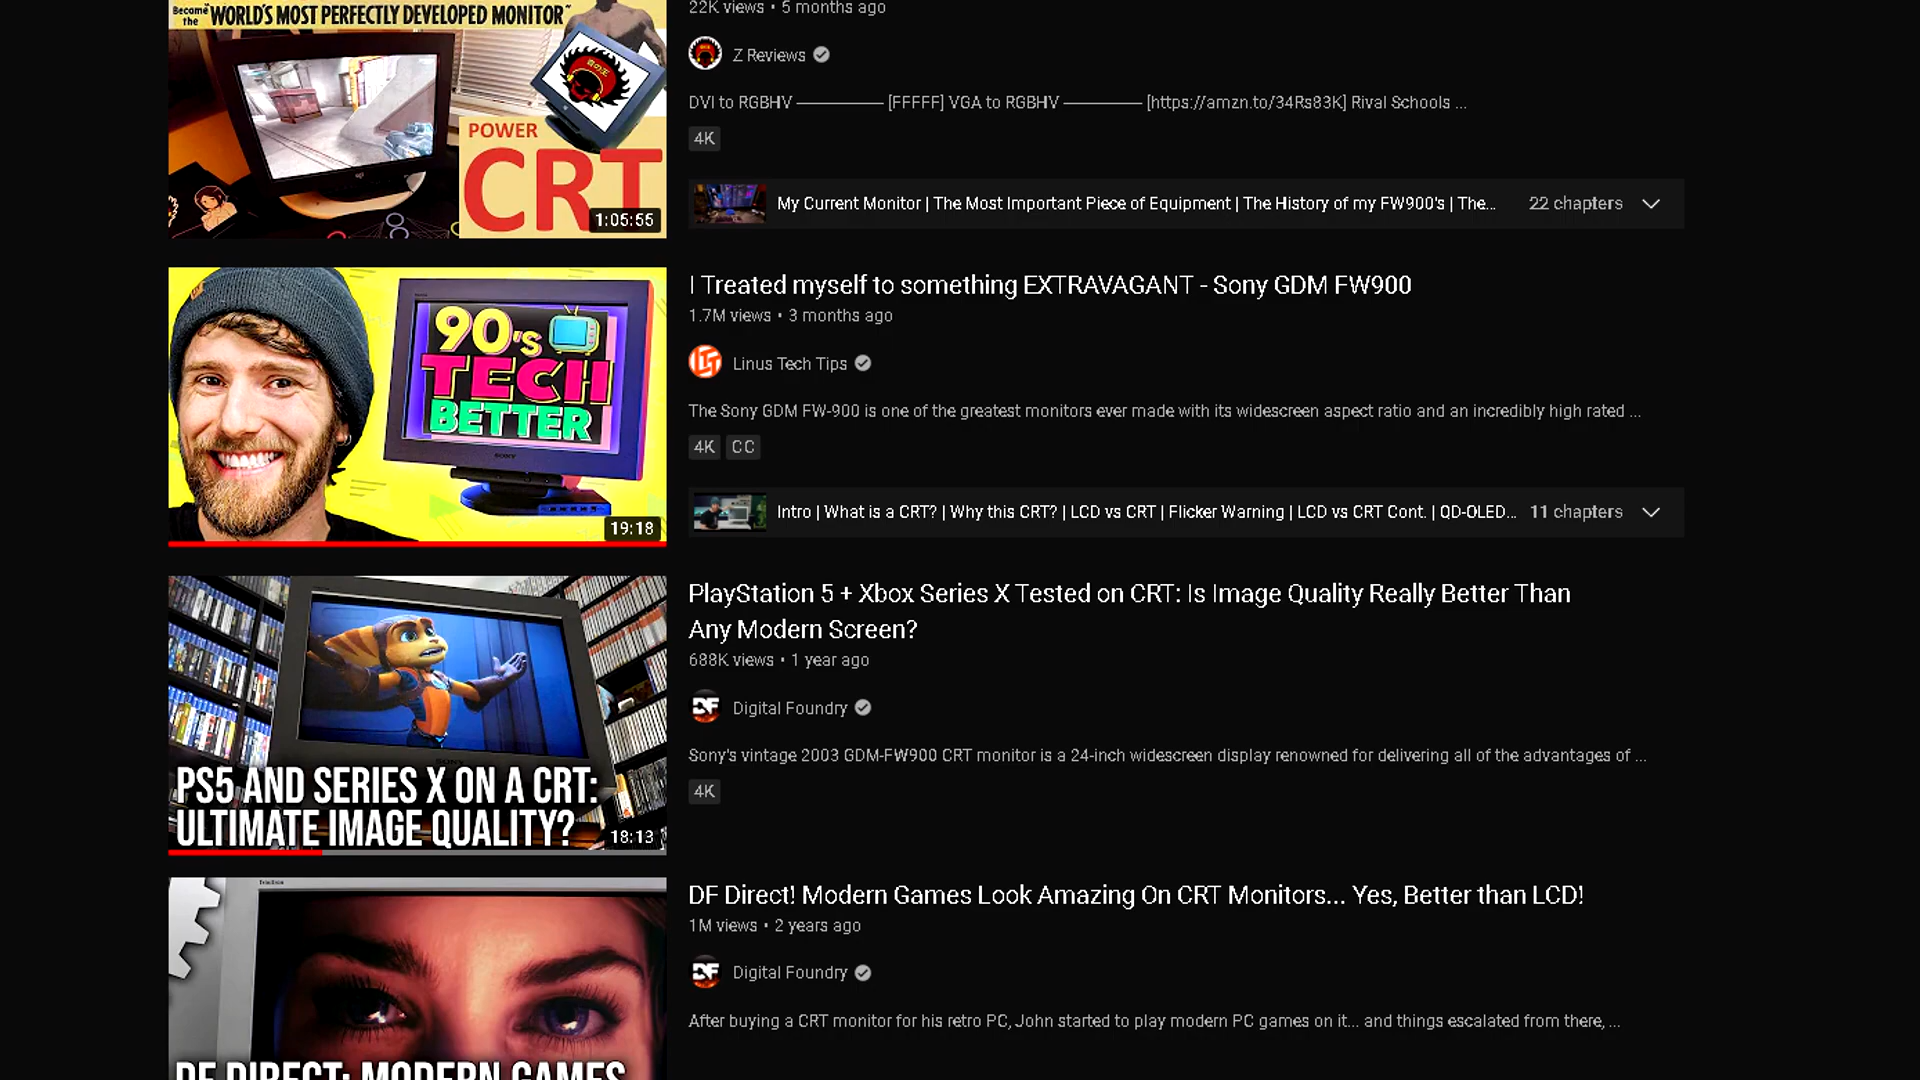 Became the "WORLD'S MOST PERFECTLY DEVELOPED MONITOR"
POWER
CRT
1:05:55
22K views • 5 months ago
Z Reviews
DVI to RGBHV —————— [FFFFF] VGA to RGBHV —————— [https://amzn.to/34Rs83K] Rival Schools ...
4K
My Current Monitor | The Most Important Piece of Equipment | The History of my FW900's | The... 22 chapters
90's
TECH
BETTER
SONY
19:18
I Treated myself to something EXTRAVAGANT - Sony GDM FW900
1.7M views • 3 months ago
Linus Tech Tips
The Sony GDM FW-900 is one of the greatest monitors ever made with its widescreen aspect ratio and an incredibly high rated ...
4K CC
Intro | What is a CRT? | Why this CRT? | LCD vs CRT | Flicker Warning | LCD vs CRT Cont. | QD-OLED... 11 chapters
PS5 AND SERIES X ON A CRT:
ULTIMATE IMAGE QUALITY?
18:13
PlayStation 5 + Xbox Series X Tested on CRT: Is Image Quality Really Better Than
Any Modern Screen?
688K views • 1 year ago
DF Digital Foundry
Sony's vintage 2003 GDM-FW900 CRT monitor is a 24-inch widescreen display renowned for delivering all of the advantages of ...
4K
DF DIRECT: MODERN GAMES
DF Direct! Modern Games Look Amazing On CRT Monitors... Yes, Better than LCD!
1M views • 2 years ago
DF Digital Foundry
After buying a CRT monitor for his retro PC, John started to play modern PC games on it... and things escalated from there, ...